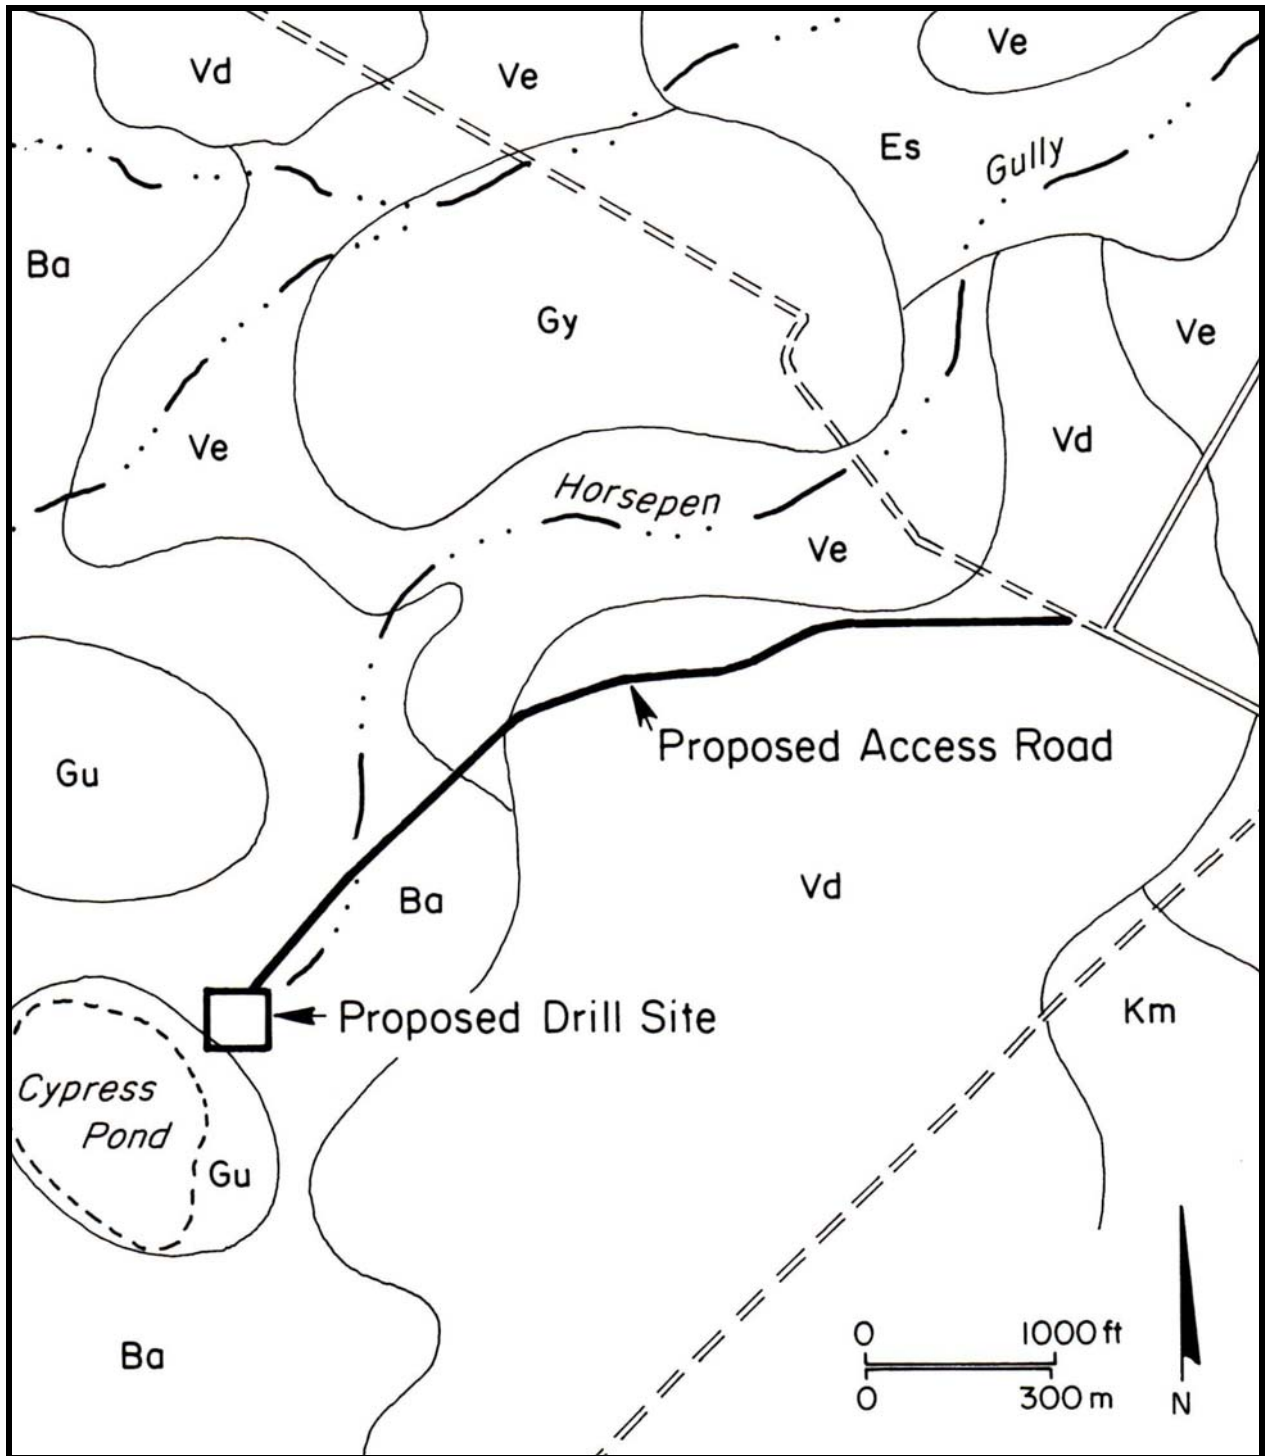 Vd
Ve
Ve
Es
Gully
Ba
Gy
Ve
Ve
Vd
Horsepen
Ve
Proposed Access Road
Gu
Vd
Ba
Proposed Drill Site
Km
Cypress
Pond
Gu
Ba
0 1000 ft
0 300 m
N